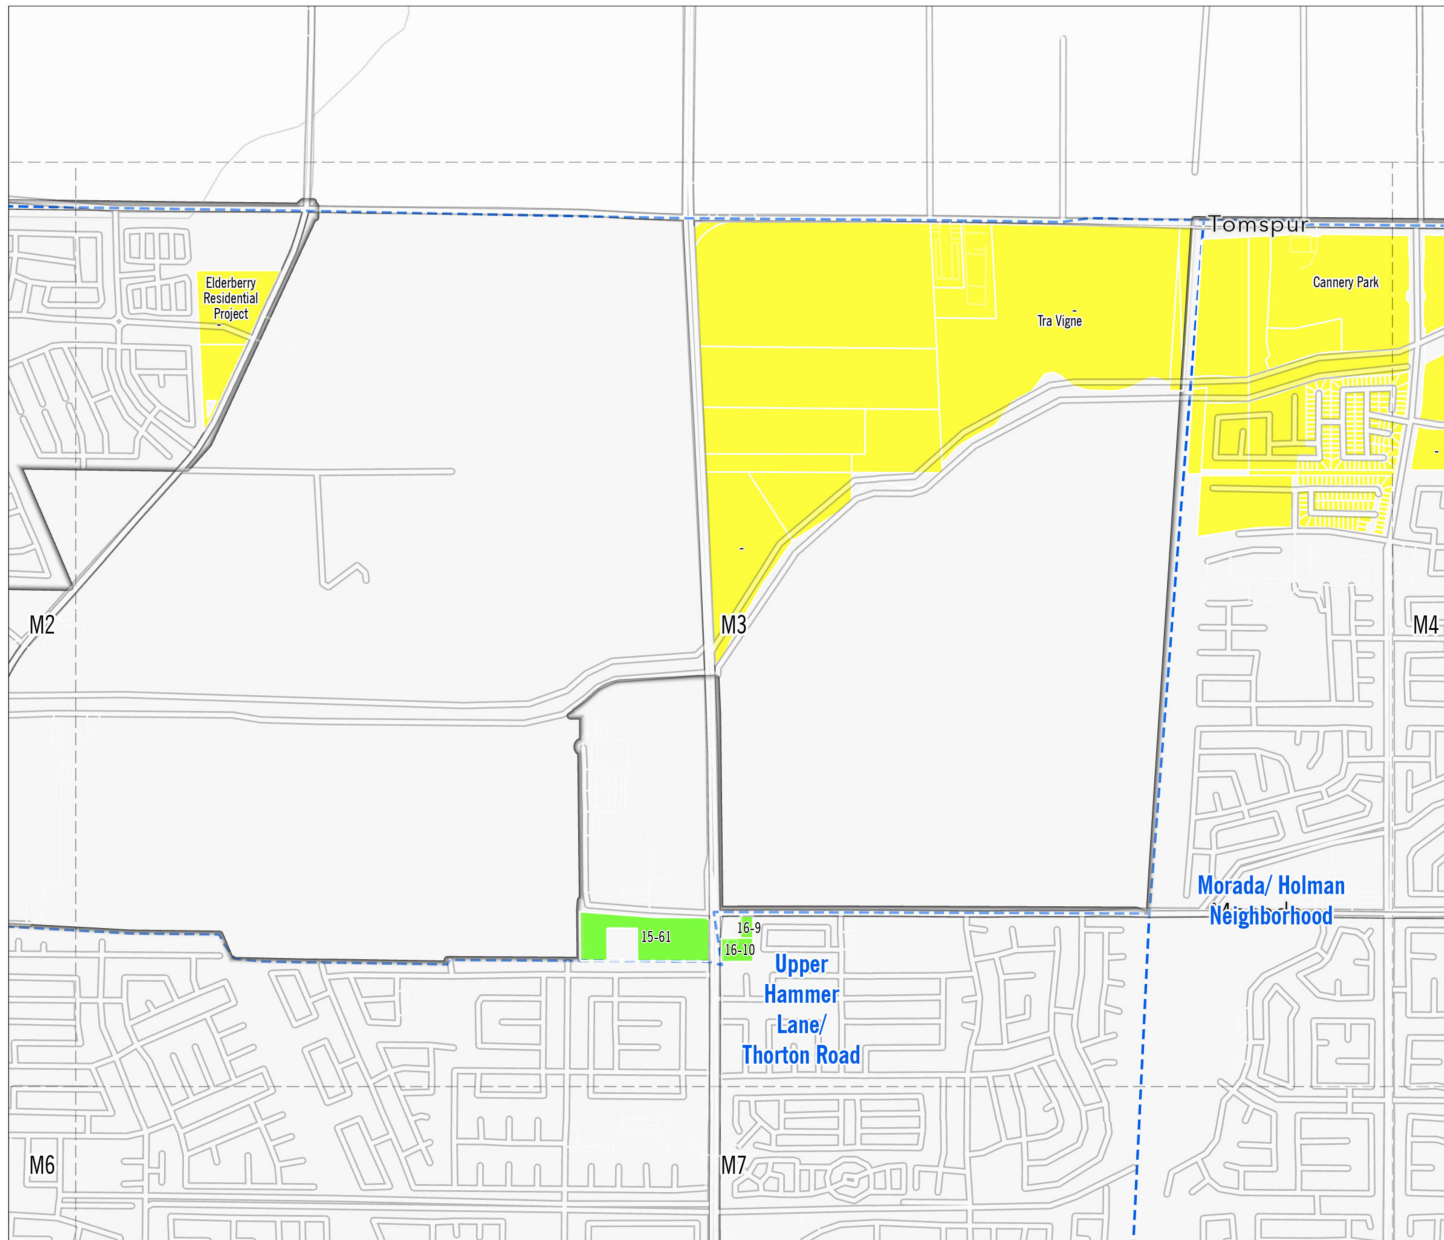 Tomspur
Elderberry
Residential
Project
Cannery Park
Tra Vigne
M2
M3
M4
Morada/ Holman
Neighborhood
15-61
16-9
16-10
Upper
Hammer
Lane/
Thorton Road
M6
M7